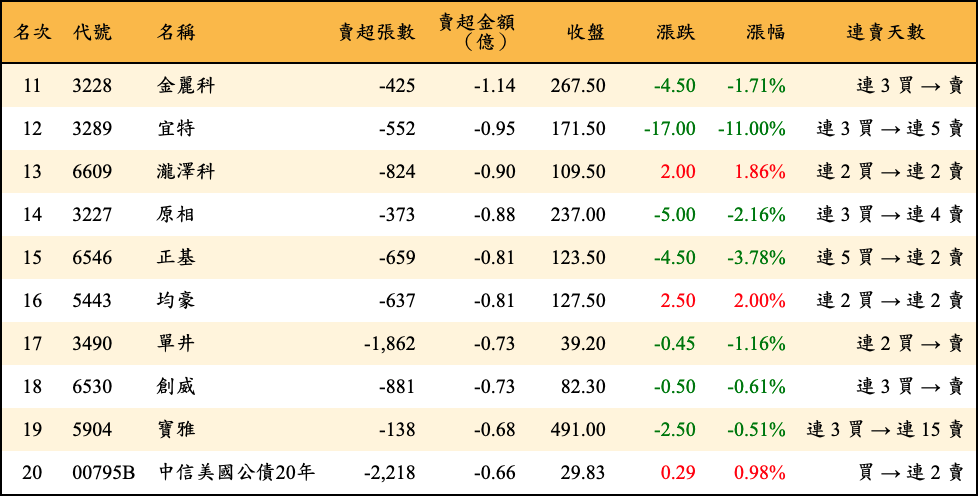 名次 代號 名稱 賣超張數 賣超金額（億） 收盤 漲跌 漲幅 連賣天數
11 3228 金麗科 -425 -1.14 267.50 -4.50 -1.71% 連 3 買 → 賣
12 3289 宜特 -552 -0.95 171.50 -17.00 -11.00% 連 3 買 → 連 5 賣
13 6609 瀧澤科 -824 -0.90 109.50 2.00 1.86% 連 2 買 → 連 2 賣
14 3227 原相 -373 -0.88 237.00 -5.00 -2.16% 連 3 買 → 連 4 賣
15 6546 正基 -659 -0.81 123.50 -4.50 -3.78% 連 5 買 → 連 2 賣
16 5443 均豪 -637 -0.81 127.50 2.50 2.00% 連 2 買 → 連 2 賣
17 3490 單井 -1,862 -0.73 39.20 -0.45 -1.16% 連 2 買 → 賣
18 6530 創威 -881 -0.73 82.30 -0.50 -0.61% 連 3 買 → 賣
19 5904 寶雅 -138 -0.68 491.00 -2.50 -0.51% 連 3 買 → 連 15 賣
20 00795B 中信美國公債20年 -2,218 -0.66 29.83 0.29 0.98% 買 → 連 2 賣